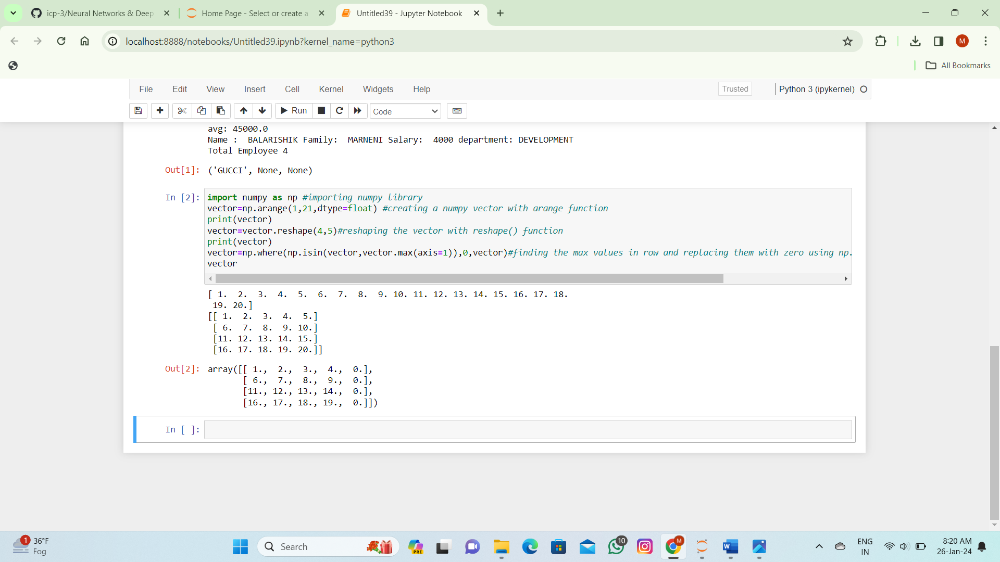 icp-3/Neural Networks & Deep
Home Page - Select or create a
Untitled39 - Jupyter Notebook
localhost:8888/notebooks/Untitled39.ipynb?kernel_name=python3
M
All Bookmarks
File Edit View Insert Cell Kernel Widgets Help
Trusted
Python 3 (ipykernel)
Run
Code
avg: 45000.0
Name :  BALARISHIK Family:  MARNENI Salary:  4000 department: DEVELOPMENT
Total Employee 4
Out[1]: ('GUCCI', None, None)
In [2]: import numpy as np #importing numpy library
vector=np.arange(1,21,dtype=float) #creating a numpy vector with arange function
print(vector)
vector=vector.reshape(4,5)#reshaping the vector with reshape() function
print(vector)
vector=np.where(np.isin(vector,vector.max(axis=1)),0,vector)#finding the max values in row and replacing them with zero using np.
vector
[ 1.  2.  3.  4.  5.  6.  7.  8.  9. 10. 11. 12. 13. 14. 15. 16. 17. 18.
19. 20.]
[[ 1.  2.  3.  4.  5.]
[ 6.  7.  8.  9. 10.]
[11. 12. 13. 14. 15.]
[16. 17. 18. 19. 20.]]
Out[2]: array([[ 1.,  2.,  3.,  4.,  0.],
[ 6.,  7.,  8.,  9.,  0.],
[11., 12., 13., 14.,  0.],
[16., 17., 18., 19.,  0.]])
In [ ]:
1
36°F
Fog
Search
PRE
10
M
ENG
IN
8:20 AM
26-Jan-24